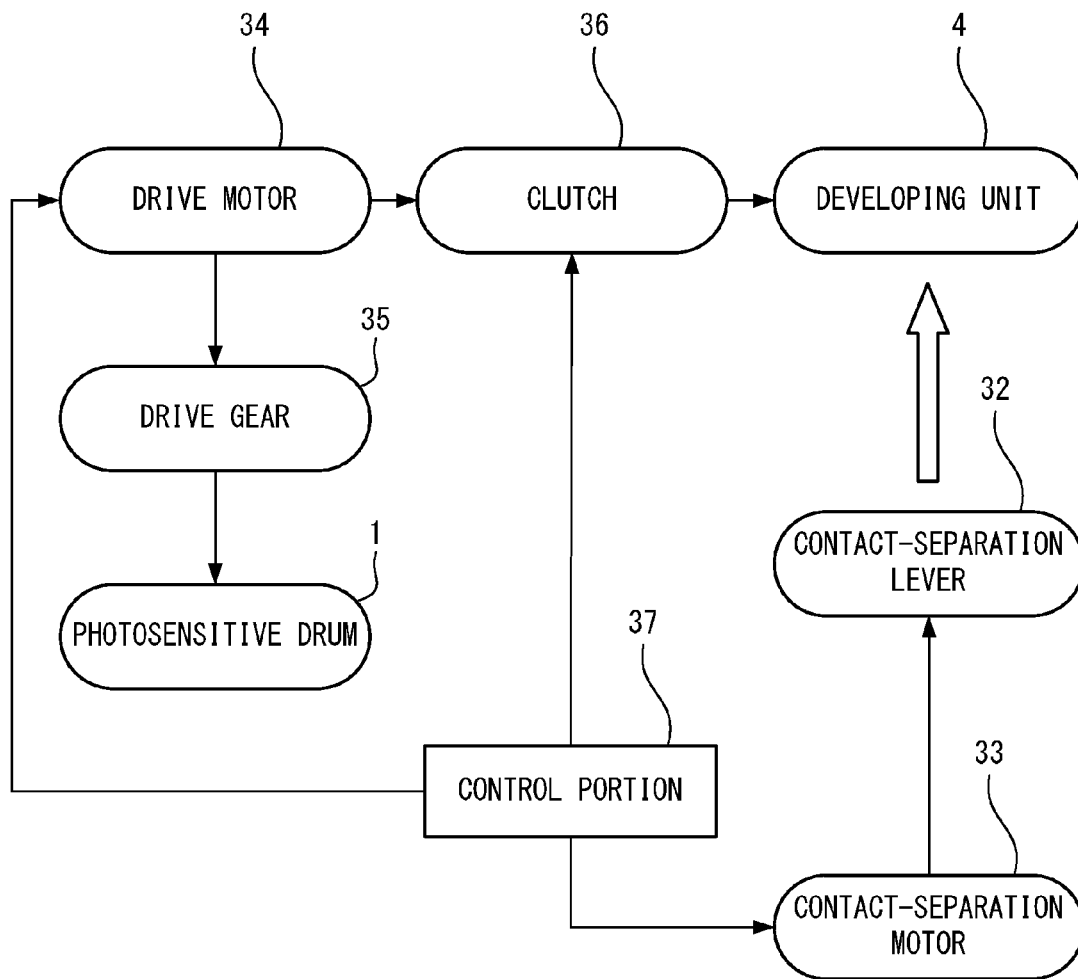 34
36
4
DRIVE MOTOR
CLUTCH
DEVELOPING UNIT
35
DRIVE GEAR
32
CONTACT-SEPARATION
LEVER
1
PHOTOSENSITIVE DRUM
37
CONTROL PORTION
33
CONTACT-SEPARATION
MOTOR